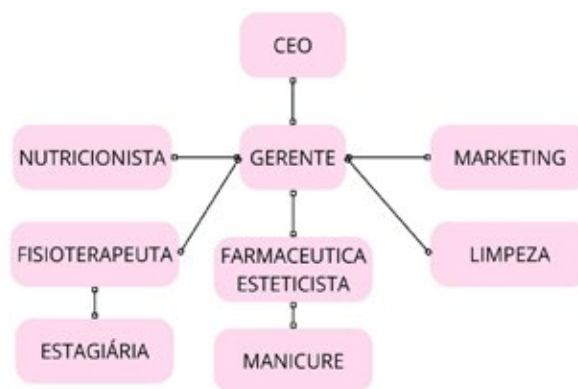 CEO
NUTRICIONISTA
GERENTE
MARKETING
FISIOTERAPEUTA
FARMACEUTICA
ESTETICISTA
LIMPEZA
ESTAGIÁRIA
MANICURE